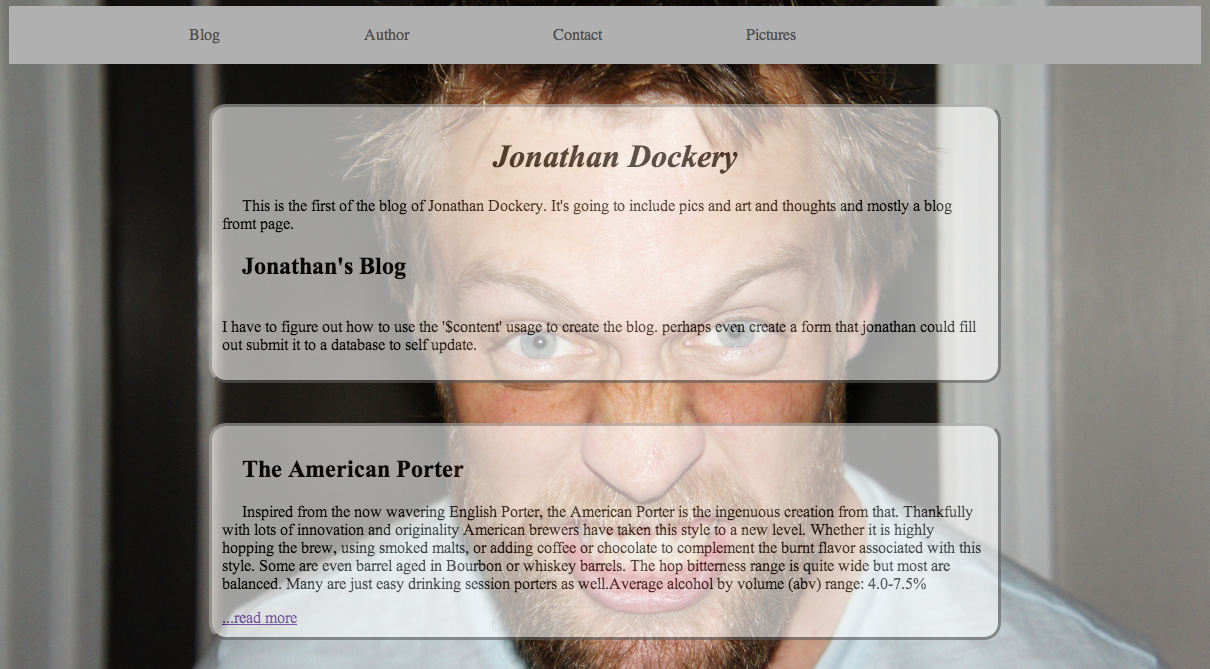 Blog Author Contact Pictures
Jonathan Dockery
This is the first of the blog of Jonathan Dockery. It's going to include pics and art and thoughts and mostly a blog
fromt page.
Jonathan's Blog
I have to figure out how to use the '$content' usage to create the blog. perhaps even create a form that jonathan could fill
out submit it to a database to self update.
The American Porter
Inspired from the now wavering English Porter, the American Porter is the ingenuous creation from that. Thankfully
with lots of innovation and originality American brewers have taken this style to a new level. Whether it is highly
hopping the brew, using smoked malts, or adding coffee or chocolate to complement the burnt flavor associated with this
style. Some are even barrel aged in Bourbon or whiskey barrels. The hop bitterness range is quite wide but most are
balanced. Many are just easy drinking session porters as well.Average alcohol by volume (abv) range: 4.0-7.5%
...read more